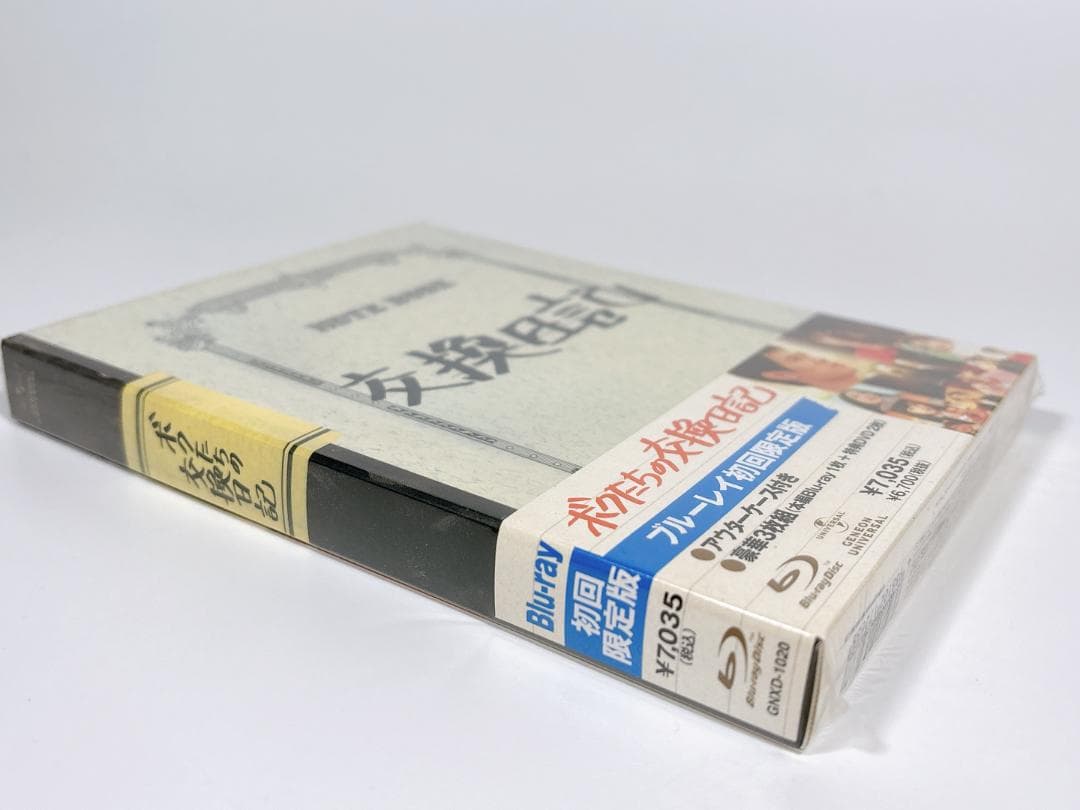 NOTE BOOK
交換日記
ボクたちの
交換日記
ボクたちの交換日記
ブルーレイ初回限定版
●アウターケース付き
●豪華3枚組(本編Blu-ray1枚+特典DVD2枚)
¥7,035(税込)
¥6,700(税抜)
UNIVERSAL
GENEON
UNIVERSAL
Blu-ray Disc
Blu-ray
初回
限定版
¥7,035
(税込)
Blu-ray Disc
GNXD-1020